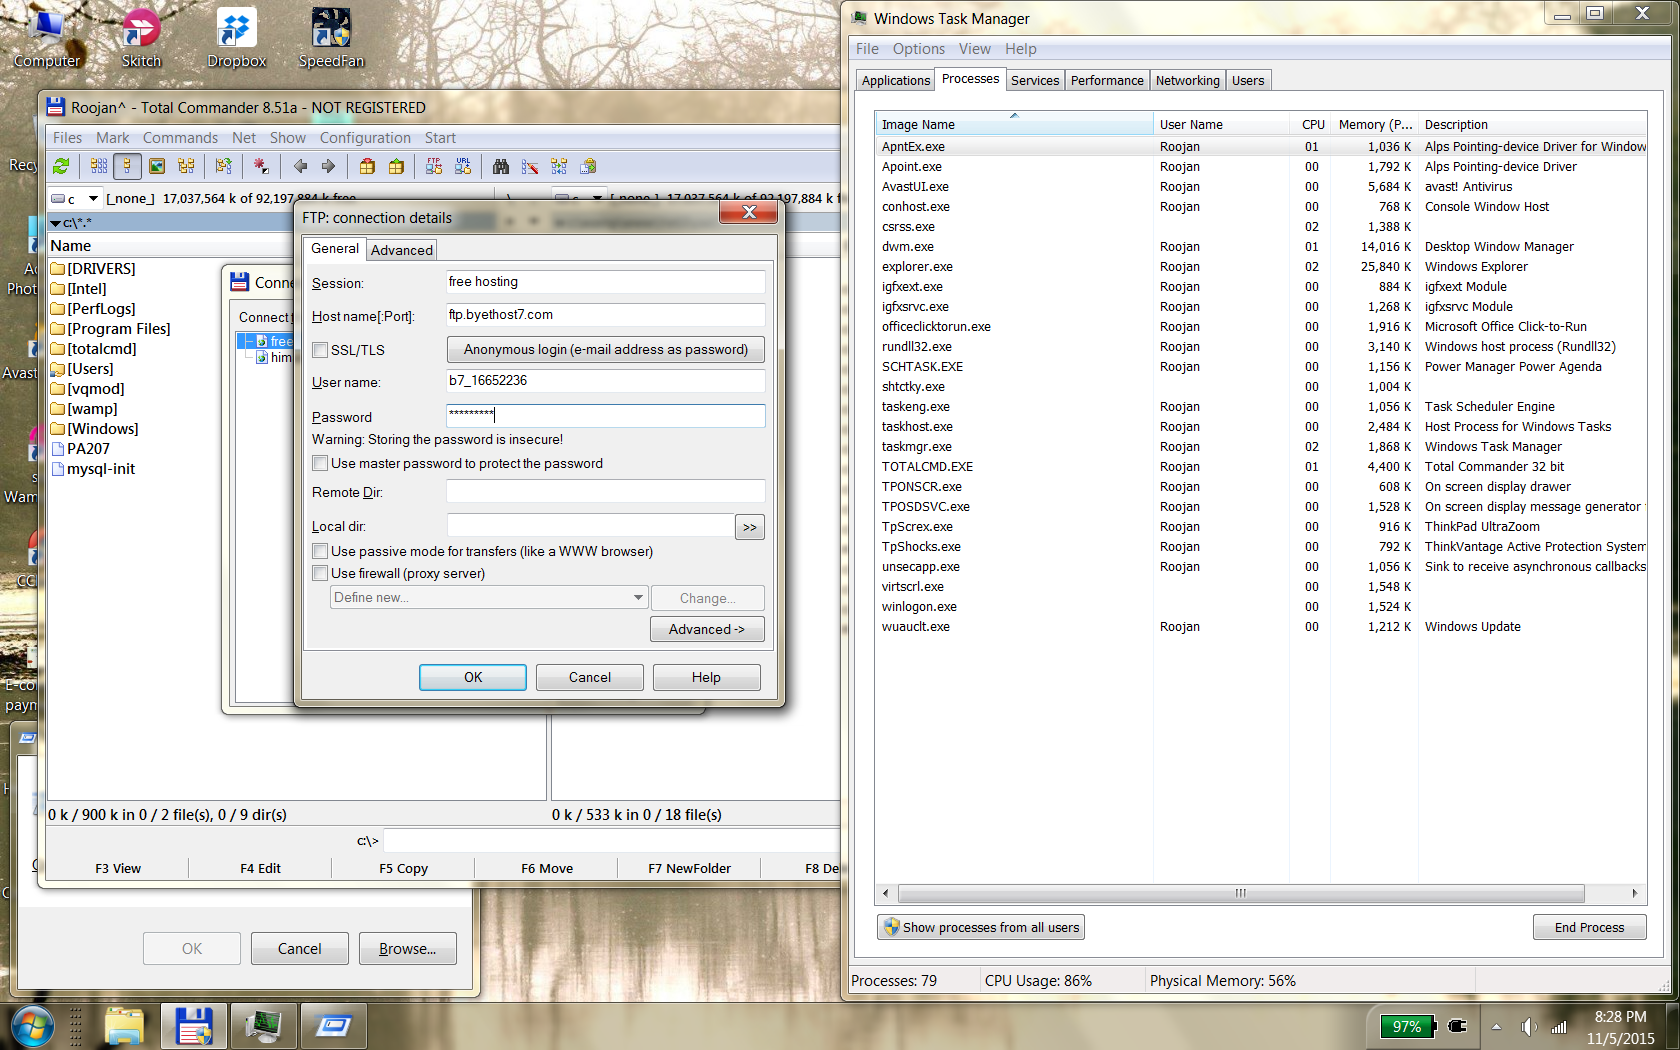 Computer
Skitch
Dropbox
SpeedFan
Roojan^ - Total Commander 8.51a - NOT REGISTERED
Files Mark Commands Net Show Configuration Start
FTP URL
c [_none_] 17,037,564 k of 92,197,884 k free
c:\*.*
Name
[DRIVERS]
[Intel]
[PerfLogs]
[Program Files]
[totalcmd]
[Users]
[vqmod]
[wamp]
[Windows]
PA207
mysql-init
Connect
free
him
FTP: connection details
General Advanced
Session: free hosting
Host name[:Port]: ftp.byethost7.com
SSL/TLS Anonymous login (e-mail address as password)
User name: b7_16652236
Password *********
Warning: Storing the password is insecure!
Use master password to protect the password
Remote Dir:
Local dir: >>
Use passive mode for transfers (like a WWW browser)
Use firewall (proxy server)
Define new... Change...
Advanced ->
OK Cancel Help
0 k / 900 k in 0 / 2 file(s), 0 / 9 dir(s)
0 k / 533 k in 0 / 18 file(s)
c:\>
F3 View F4 Edit F5 Copy F6 Move F7 NewFolder F8 De
OK Cancel Browse...
Windows Task Manager
File Options View Help
Applications Processes Services Performance Networking Users
Image Name User Name CPU Memory (P... Description
ApntEx.exe Roojan 01 1,036 K Alps Pointing-device Driver for Window
Apoint.exe Roojan 00 1,792 K Alps Pointing-device Driver
AvastUI.exe Roojan 00 5,684 K avast! Antivirus
conhost.exe Roojan 00 768 K Console Window Host
csrss.exe 02 1,388 K
dwm.exe Roojan 01 14,016 K Desktop Window Manager
explorer.exe Roojan 02 25,840 K Windows Explorer
igfxext.exe Roojan 00 884 K igfxext Module
igfxsrvc.exe Roojan 00 1,268 K igfxsrvc Module
officeclicktorun.exe Roojan 00 1,916 K Microsoft Office Click-to-Run
rundll32.exe Roojan 00 3,140 K Windows host process (Rundll32)
SCHTASK.EXE Roojan 00 1,156 K Power Manager Power Agenda
shtctky.exe 00 1,004 K
taskeng.exe Roojan 00 1,056 K Task Scheduler Engine
taskhost.exe Roojan 00 2,484 K Host Process for Windows Tasks
taskmgr.exe Roojan 02 1,868 K Windows Task Manager
TOTALCMD.EXE Roojan 01 4,400 K Total Commander 32 bit
TPONSCR.exe Roojan 00 608 K On screen display drawer
TPOSDSVC.exe Roojan 00 1,528 K On screen display message generator
TpScrex.exe Roojan 00 916 K ThinkPad UltraZoom
TpShocks.exe Roojan 00 792 K ThinkVantage Active Protection System
unsecapp.exe Roojan 00 1,056 K Sink to receive asynchronous callbacks
virtscrl.exe 00 1,548 K
winlogon.exe 00 1,524 K
wuauclt.exe Roojan 00 1,212 K Windows Update
Show processes from all users End Process
Processes: 79 CPU Usage: 86% Physical Memory: 56%
97%
8:28 PM
11/5/2015